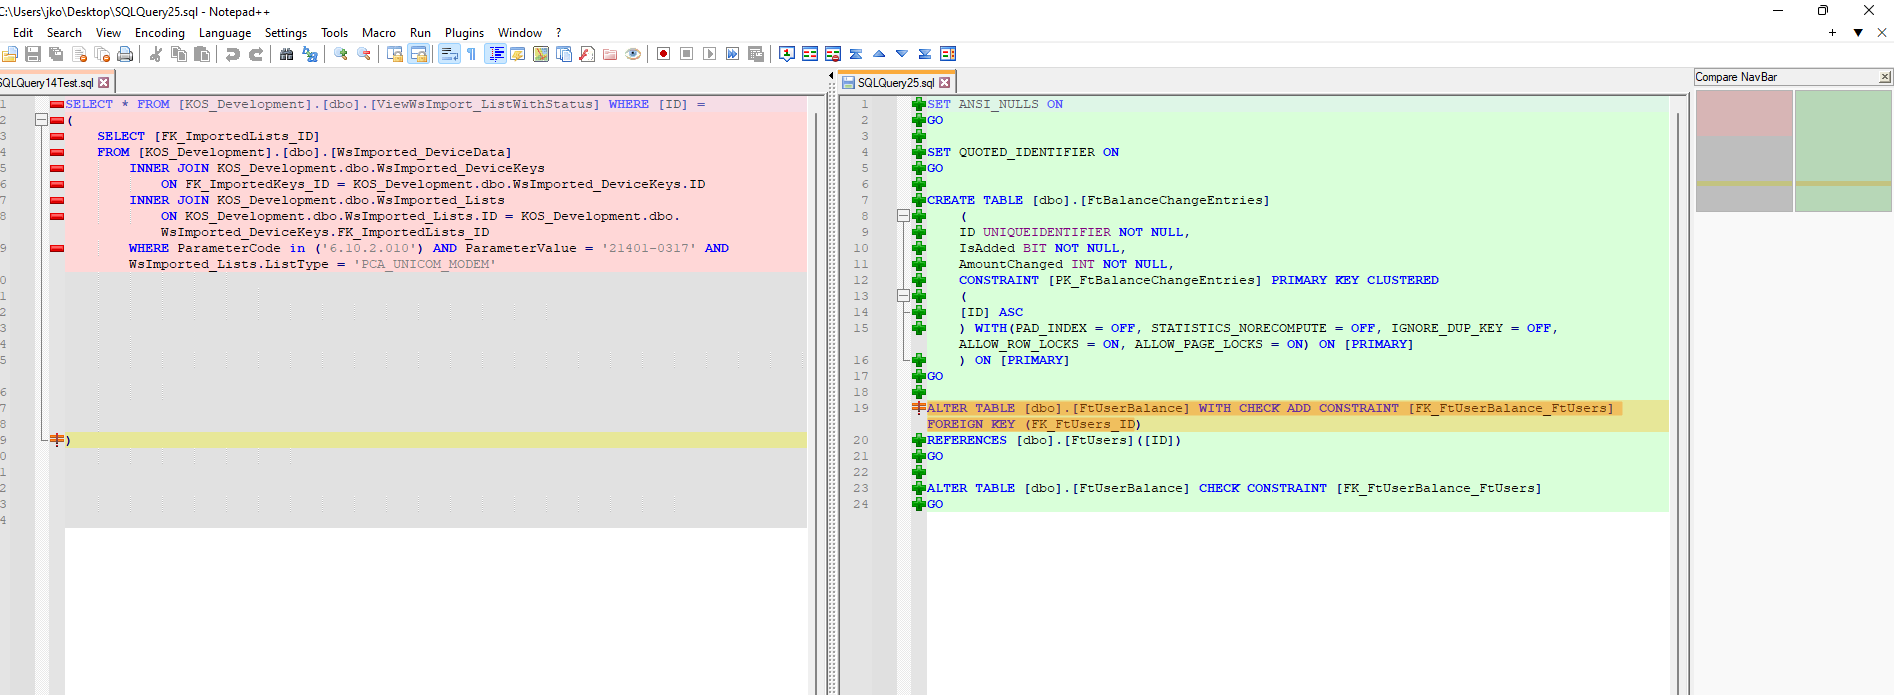 C:\Users\jko\Desktop\SQLQuery25.sql - Notepad++
Edit Search View Encoding Language Settings Tools Macro Run Plugins Window ?
SQLQuery14Test.sql
1 SELECT * FROM [KOS_Development].[dbo].[ViewWsImport_ListWithStatus] WHERE [ID] =
2 (
3 SELECT [FK_ImportedLists_ID]
4 FROM [KOS_Development].[dbo].[WsImported_DeviceData]
5 INNER JOIN KOS_Development.dbo.WsImported_DeviceKeys
6 ON FK_ImportedKeys_ID = KOS_Development.dbo.WsImported_DeviceKeys.ID
7 INNER JOIN KOS_Development.dbo.WsImported_Lists
8 ON KOS_Development.dbo.WsImported_Lists.ID = KOS_Development.dbo.
WsImported_DeviceKeys.FK_ImportedLists_ID
9 WHERE ParameterCode in ('6.10.2.010') AND ParameterValue = '21401-0317' AND
WsImported_Lists.ListType = 'PCA_UNICOM_MODEM'
0
1
2
3
4
5
6
7
8
9 )
0
1
2
3
4
SQLQuery25.sql
1 SET ANSI_NULLS ON
2 GO
3
4 SET QUOTED_IDENTIFIER ON
5 GO
6
7 CREATE TABLE [dbo].[FtBalanceChangeEntries]
8 (
9 ID UNIQUEIDENTIFIER NOT NULL,
10 IsAdded BIT NOT NULL,
11 AmountChanged INT NOT NULL,
12 CONSTRAINT [PK_FtBalanceChangeEntries] PRIMARY KEY CLUSTERED
13 (
14 [ID] ASC
15 ) WITH(PAD_INDEX = OFF, STATISTICS_NORECOMPUTE = OFF, IGNORE_DUP_KEY = OFF,
ALLOW_ROW_LOCKS = ON, ALLOW_PAGE_LOCKS = ON) ON [PRIMARY]
16 ) ON [PRIMARY]
17 GO
18
19 ALTER TABLE [dbo].[FtUserBalance] WITH CHECK ADD CONSTRAINT [FK_FtUserBalance_FtUsers]
FOREIGN KEY (FK_FtUsers_ID)
20 REFERENCES [dbo].[FtUsers]([ID])
21 GO
22
23 ALTER TABLE [dbo].[FtUserBalance] CHECK CONSTRAINT [FK_FtUserBalance_FtUsers]
24 GO
Compare NavBar